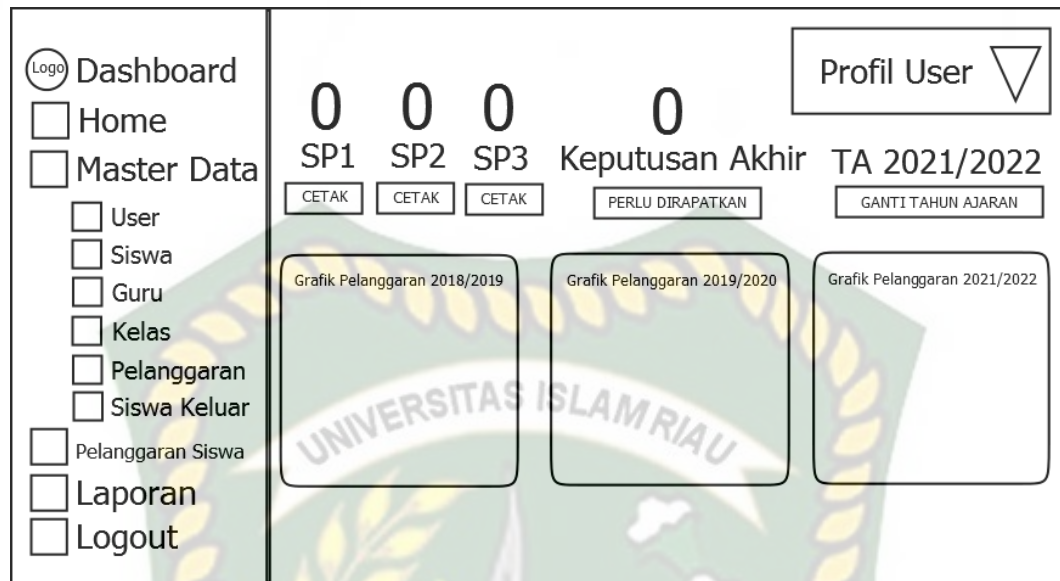 Logo
Dashboard
Home
Master Data
User
Siswa
Guru
Kelas
Pelanggaran
Siswa Keluar
Pelanggaran Siswa
Laporan
Logout
Profil User
0 0 0 0
SP1 SP2 SP3 Keputusan Akhir TA 2021/2022
CETAK CETAK CETAK PERLU DIRAPATKAN GANTI TAHUN AJARAN
Grafik Pelanggaran 2018/2019
Grafik Pelanggaran 2019/2020
Grafik Pelanggaran 2021/2022
UNIVERSITAS ISLAM RIAU